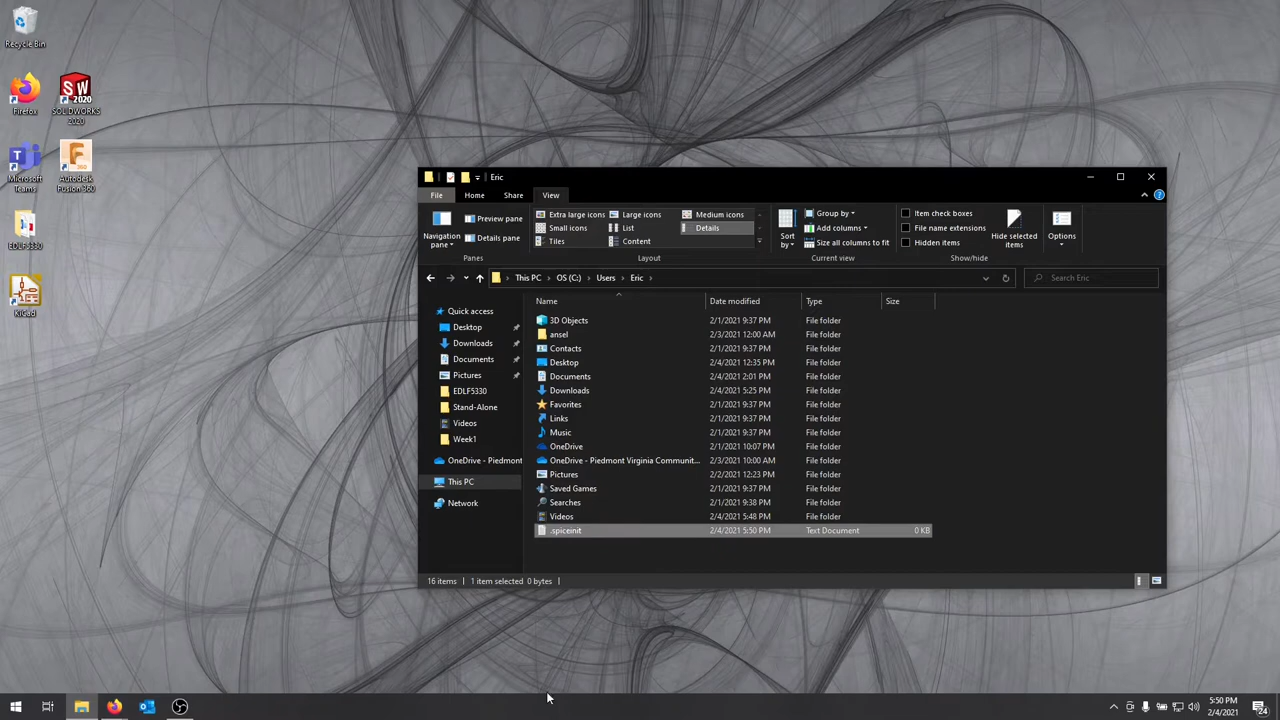 Recycle Bin
Firefox
SOLIDWORKS
2020
SW
2020
Microsoft
Teams
Autodesk
Fusion 360
EDLF5330
KiCad
Eric
File
Home
Share
View
Navigation
pane
Preview pane
Details pane
Panes
Extra large icons
Large icons
Medium icons
Small icons
List
Details
Tiles
Content
Layout
Sort
by
Group by
Add columns
Size all columns to fit
Current view
Item check boxes
File name extensions
Hidden items
Hide selected
items
Show/hide
Options
This PC > OS (C:) > Users > Eric >
Search Eric
Quick access
Desktop
Downloads
Documents
Pictures
EDLF5330
Stand-Alone
Videos
Week1
OneDrive - Piedmont
This PC
Network
Name Date modified Type Size
3D Objects 2/1/2021 9:37 PM File folder
ansel 2/3/2021 12:00 AM File folder
Contacts 2/1/2021 9:37 PM File folder
Desktop 2/4/2021 12:35 PM File folder
Documents 2/4/2021 2:01 PM File folder
Downloads 2/4/2021 5:25 PM File folder
Favorites 2/1/2021 9:37 PM File folder
Links 2/1/2021 9:37 PM File folder
Music 2/1/2021 9:37 PM File folder
OneDrive 2/1/2021 10:07 PM File folder
OneDrive - Piedmont Virginia Communit... 2/3/2021 10:00 AM File folder
Pictures 2/2/2021 12:23 PM File folder
Saved Games 2/1/2021 9:37 PM File folder
Searches 2/1/2021 9:38 PM File folder
Videos 2/4/2021 5:48 PM File folder
.spiceinit 2/4/2021 5:50 PM Text Document 0 KB
16 items 1 item selected 0 bytes
5:50 PM
2/4/2021
24